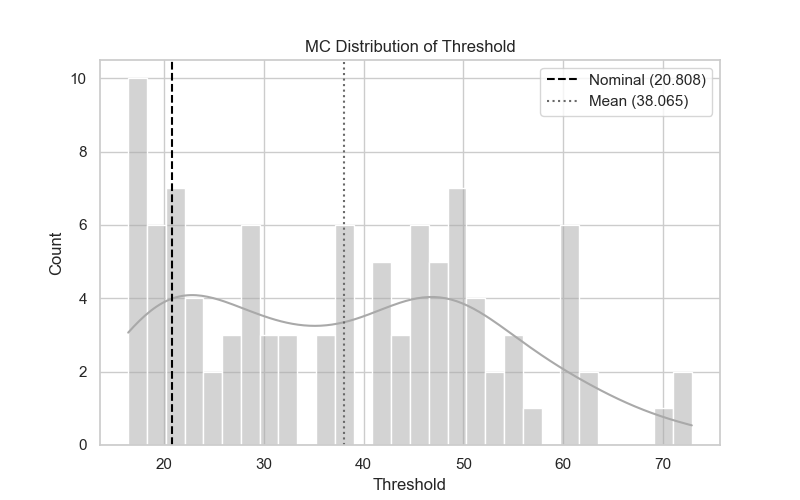 MC Distribution of Threshold
Nominal (20.808)
Mean (38.065)
10
8
6
4
2
0
Count
20
30
40
50
60
70
Threshold